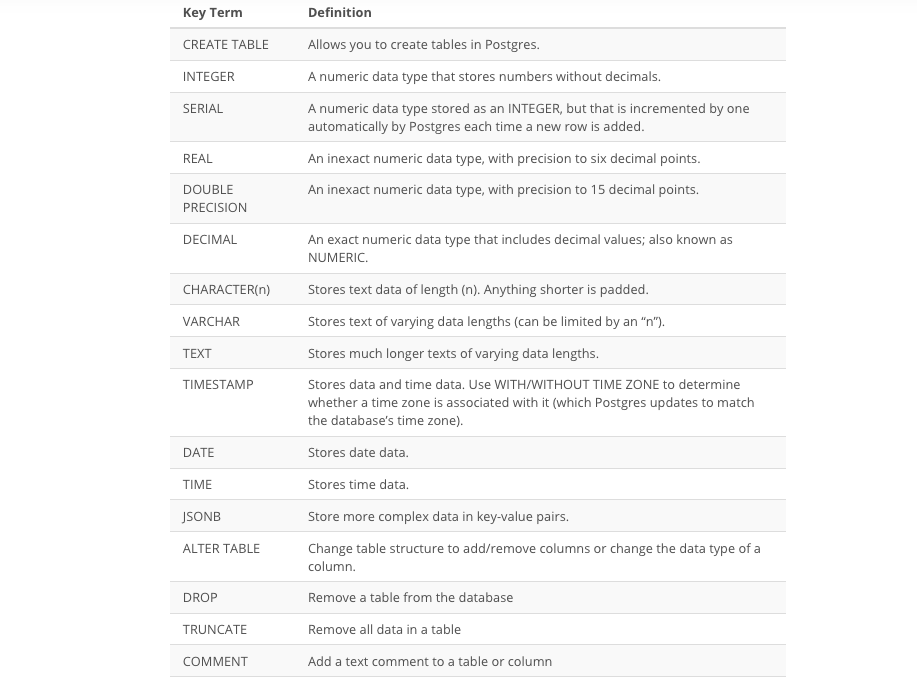 Key Term Definition
CREATE TABLE Allows you to create tables in Postgres.
INTEGER A numeric data type that stores numbers without decimals.
SERIAL A numeric data type stored as an INTEGER, but that is incremented by one
automatically by Postgres each time a new row is added.
REAL An inexact numeric data type, with precision to six decimal points.
DOUBLE An inexact numeric data type, with precision to 15 decimal points.
PRECISION
DECIMAL An exact numeric data type that includes decimal values; also known as
NUMERIC.
CHARACTER(n) Stores text data of length (n). Anything shorter is padded.
VARCHAR Stores text of varying data lengths (can be limited by an “n”).
TEXT Stores much longer texts of varying data lengths.
TIMESTAMP Stores data and time data. Use WITH/WITHOUT TIME ZONE to determine
whether a time zone is associated with it (which Postgres updates to match
the database’s time zone).
DATE Stores date data.
TIME Stores time data.
JSONB Store more complex data in key-value pairs.
ALTER TABLE Change table structure to add/remove columns or change the data type of a
column.
DROP Remove a table from the database
TRUNCATE Remove all data in a table
COMMENT Add a text comment to a table or column